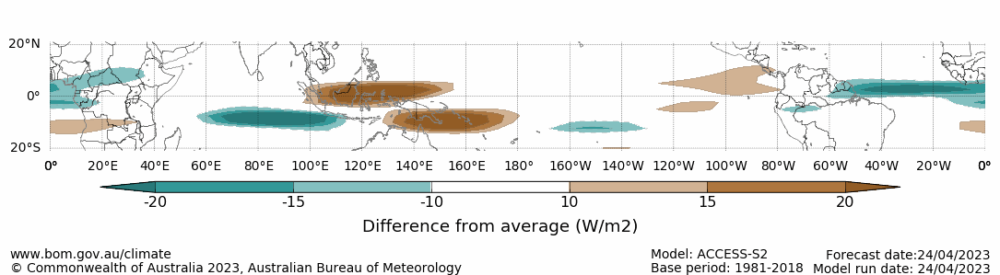 20°N
0°
20°S
0° 20°E 40°E 60°E 80°E 100°E 120°E 140°E 160°E 180° 160°W 140°W 120°W 100°W 80°W 60°W 40°W 20°W 0°
-20 -15 -10 10 15 20
Difference from average (W/m2)
www.bom.gov.au/climate Model: ACCESS-S2 Forecast date:24/04/2023
© Commonwealth of Australia 2023, Australian Bureau of Meteorology Base period: 1981-2018 Model run date: 24/04/2023